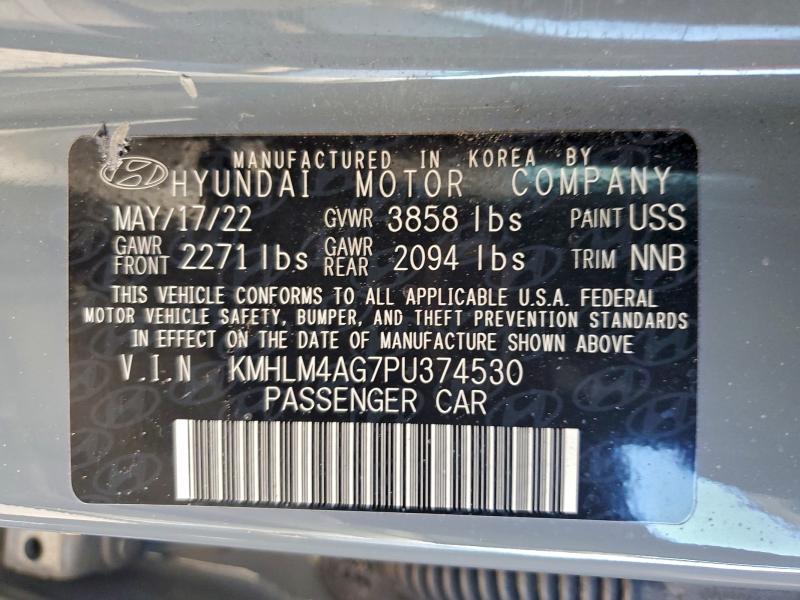 MANUFACTURED IN KOREA BY
HYUNDAI MOTOR COMPANY
MAY/17/22 GVWR 3858 lbs PAINT USS
GAWR FRONT 2271 lbs GAWR REAR 2094 lbs TRIM NNB
THIS VEHICLE CONFORMS TO ALL APPLICABLE U.S.A. FEDERAL
MOTOR VEHICLE SAFETY, BUMPER, AND THEFT PREVENTION STANDARDS
IN EFFECT ON THE DATE OF MANUFACTURE SHOWN ABOVE
V.I.N KMHLM4AG7PU374530
PASSENGER CAR